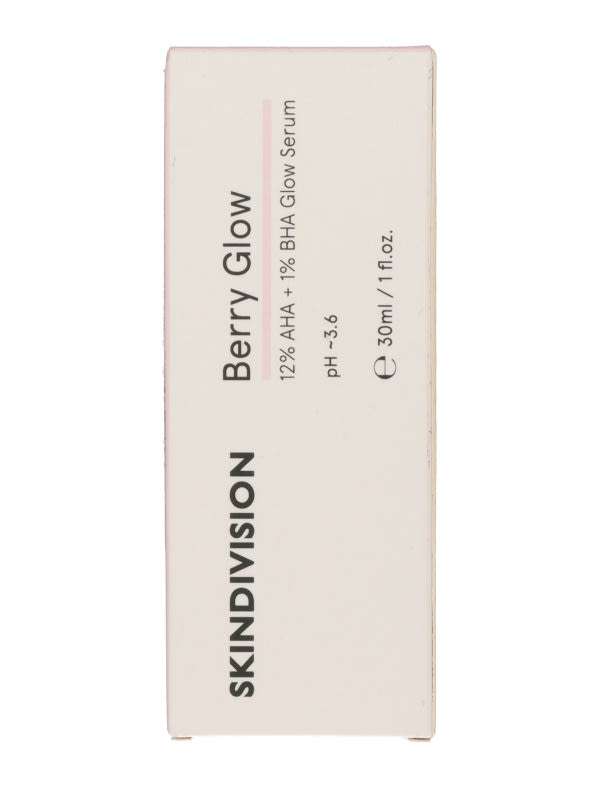 SKINDIVISION
Berry Glow
12% AHA + 1% BHA Glow Serum
pH ~3.6
℮ 30ml / 1 fl.oz.